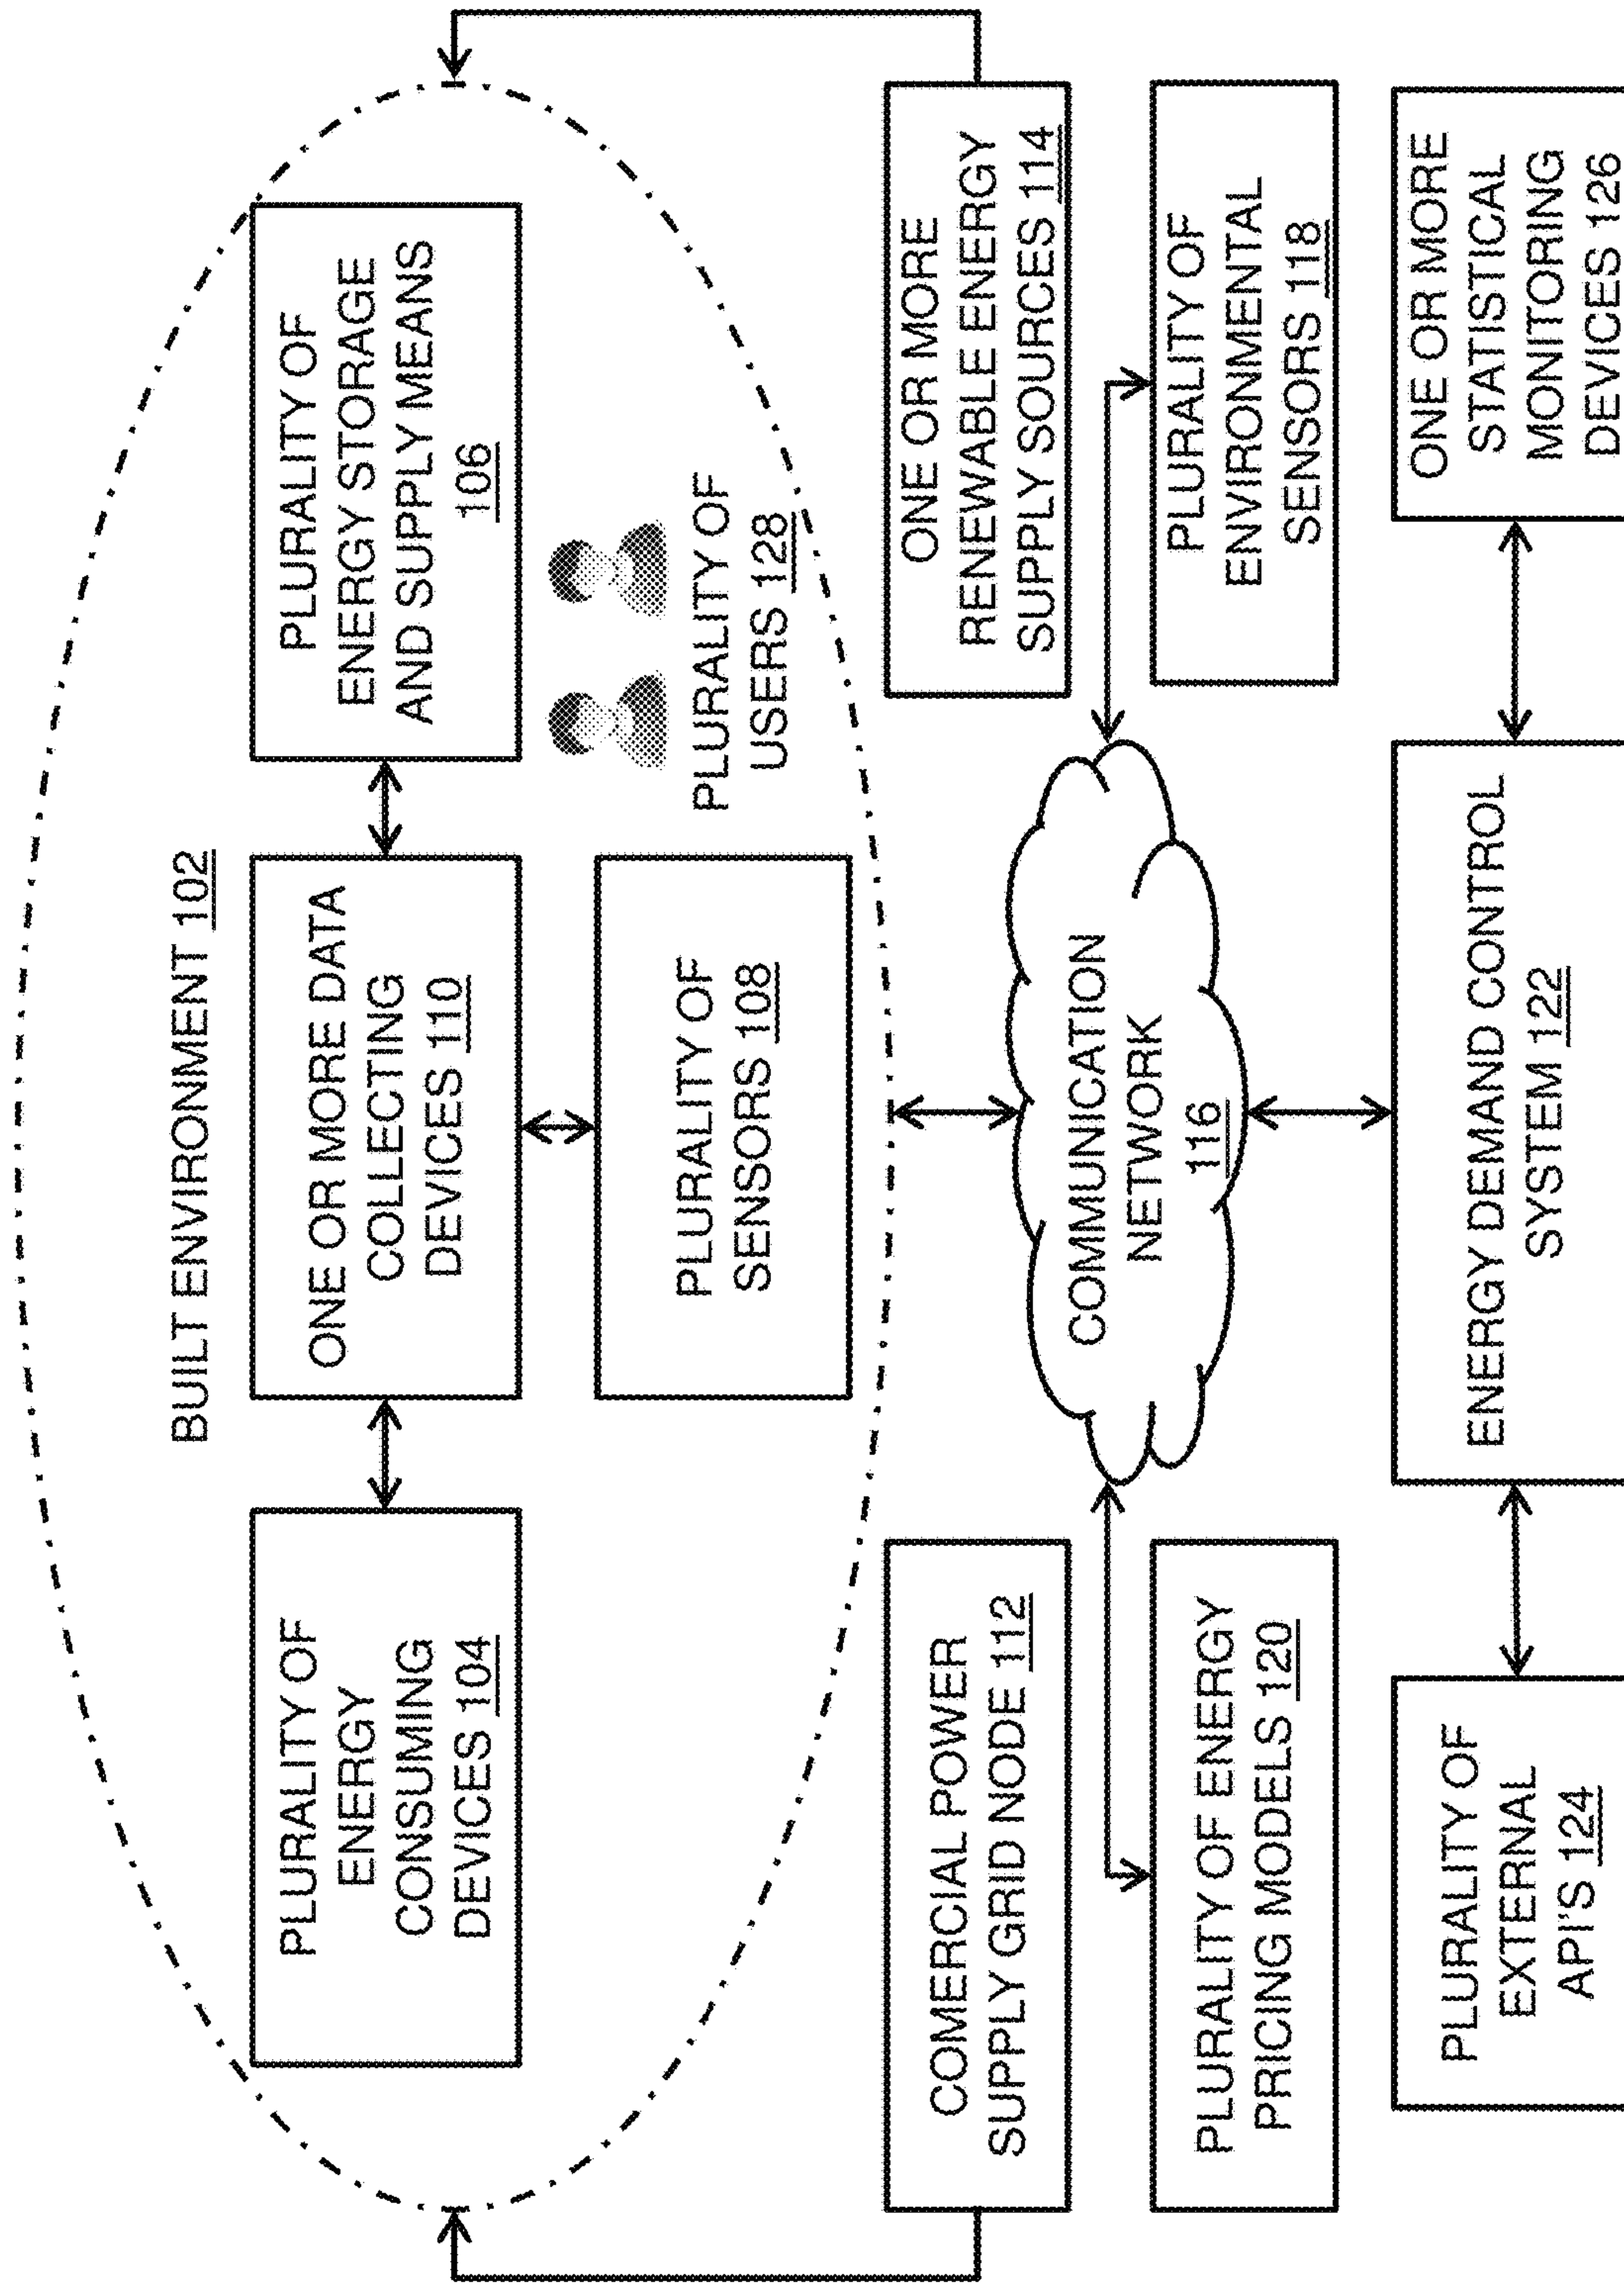 BUILT ENVIRONMENT 102
PLURALITY OF
ENERGY
CONSUMING
DEVICES 104
ONE OR MORE DATA
COLLECTING
DEVICES 110
PLURALITY OF
ENERGY STORAGE
AND SUPPLY MEANS
106
PLURALITY OF
SENSORS 108
PLURALITY OF
USERS 128
COMERCIAL POWER
SUPPLY GRID NODE 112
ONE OR MORE
RENEWABLE ENERGY
SUPPLY SOURCES 114
COMMUNICATION
NETWORK
116
PLURALITY OF ENERGY
PRICING MODELS 120
PLURALITY OF
ENVIRONMENTAL
SENSORS 118
PLURALITY OF
EXTERNAL
API'S 124
ENERGY DEMAND CONTROL
SYSTEM 122
ONE OR MORE
STATISTICAL
MONITORING
DEVICES 126